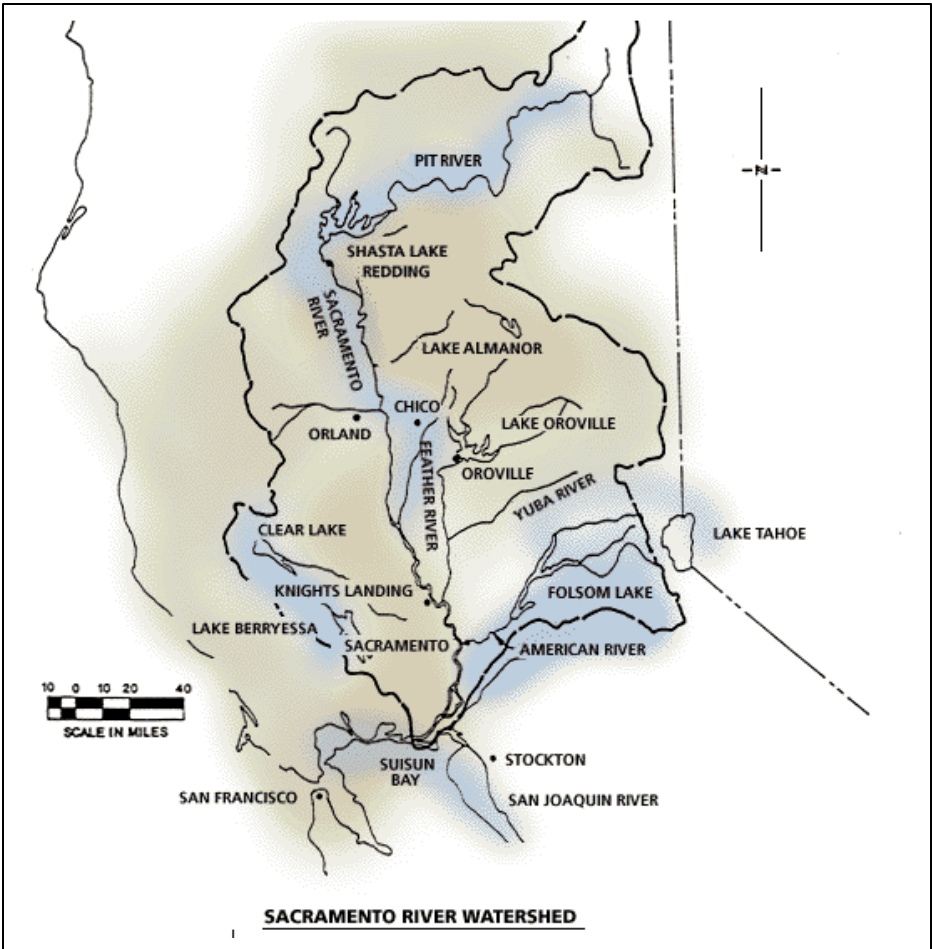 PIT RIVER
-Z-
SHASTA LAKE
REDDING
SACRAMENTO
RIVER
LAKE ALMANOR
CHICO
LAKE OROVILLE
ORLAND
FEATHER RIVER
OROVILLE
YUBA RIVER
CLEAR LAKE
LAKE TAHOE
KNIGHTS LANDING
FOLSOM LAKE
LAKE BERRYESSA
SACRAMENTO
AMERICAN RIVER
10 0 10 20 40
SCALE IN MILES
SUISUN
BAY
STOCKTON
SAN FRANCISCO
SAN JOAQUIN RIVER
SACRAMENTO RIVER WATERSHED